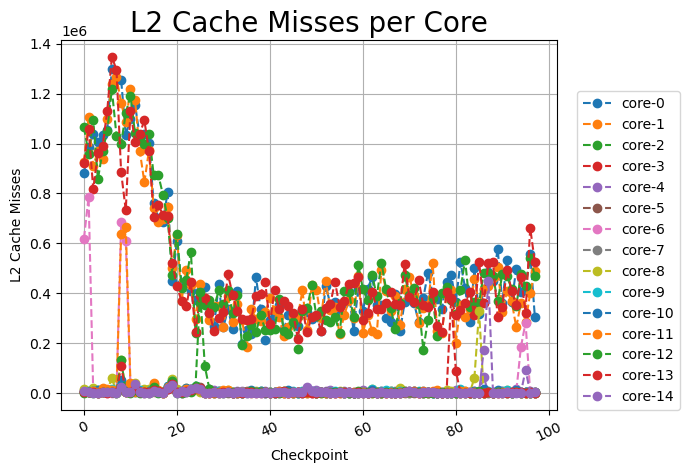 L2 Cache Misses per Core
1e6
1.4
1.2
1.0
0.8
0.6
0.4
0.2
0.0
L2 Cache Misses
0
20
40
60
80
100
Checkpoint
core-0
core-1
core-2
core-3
core-4
core-5
core-6
core-7
core-8
core-9
core-10
core-11
core-12
core-13
core-14